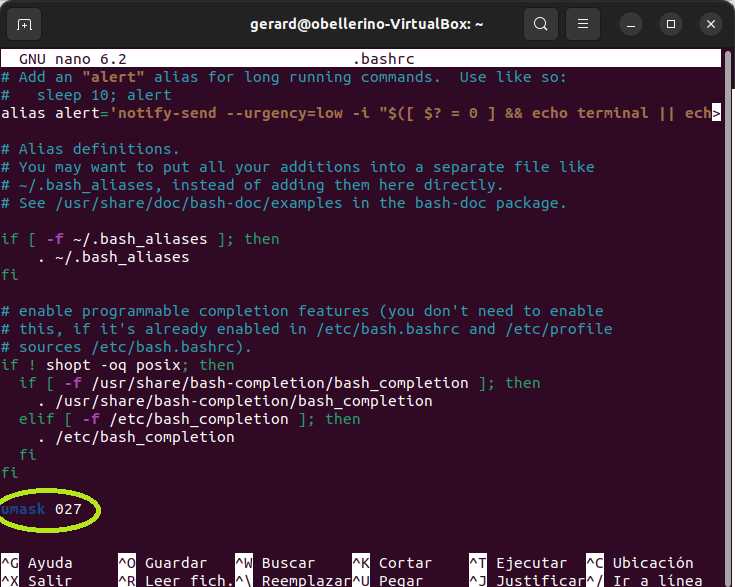 gerard@obellerino-VirtualBox: ~
GNU nano 6.2 .bashrc
# Add an "alert" alias for long running commands.  Use like so:
#   sleep 10; alert
alias alert='notify-send --urgency=low -i "$([ $? = 0 ] && echo terminal || ech>
# Alias definitions.
# You may want to put all your additions into a separate file like
# ~/.bash_aliases, instead of adding them here directly.
# See /usr/share/doc/bash-doc/examples in the bash-doc package.
if [ -f ~/.bash_aliases ]; then
    . ~/.bash_aliases
fi
# enable programmable completion features (you don't need to enable
# this, if it's already enabled in /etc/bash.bashrc and /etc/profile
# sources /etc/bash.bashrc).
if ! shopt -oq posix; then
  if [ -f /usr/share/bash-completion/bash_completion ]; then
    . /usr/share/bash-completion/bash_completion
  elif [ -f /etc/bash_completion ]; then
    . /etc/bash_completion
  fi
fi
umask 027
^G Ayuda ^O Guardar ^W Buscar ^K Cortar ^T Ejecutar ^C Ubicación
^X Salir ^R Leer fich. ^\ Reemplazar ^U Pegar ^J Justificar ^/ Ir a línea